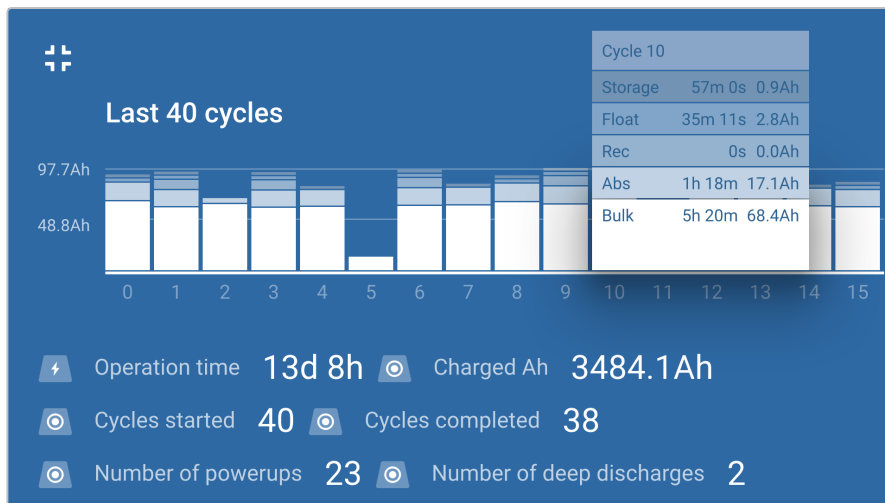 Cycle 10
Storage 57m 0s 0.9Ah
Last 40 cycles
Float 35m 11s 2.8Ah
Rec 0s 0.0Ah
97.7Ah
Abs 1h 18m 17.1Ah
Bulk 5h 20m 68.4Ah
48.8Ah
0 1 2 3 4 5 6 7 8 9 10 11 12 13 14 15
Operation time 13d 8h Charged Ah 3484.1Ah
Cycles started 40 Cycles completed 38
Number of powerups 23 Number of deep discharges 2